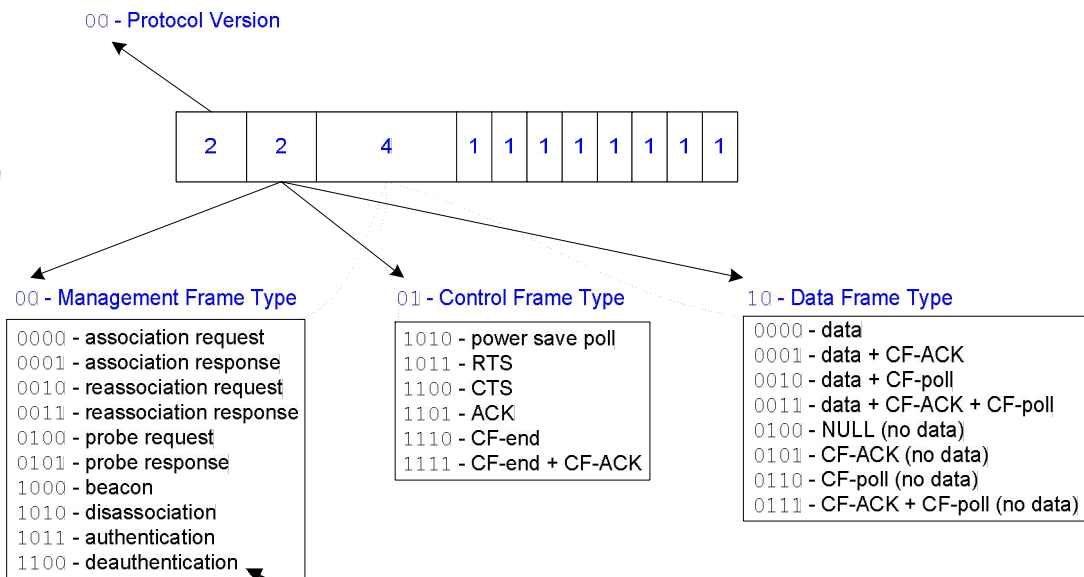 00 - Protocol Version
2 2 4 1 1 1 1 1 1 1 1
00 - Management Frame Type
0000 - association request
0001 - association response
0010 - reassociation request
0011 - reassociation response
0100 - probe request
0101 - probe response
1000 - beacon
1010 - disassociation
1011 - authentication
1100 - deauthentication
01 - Control Frame Type
1010 - power save poll
1011 - RTS
1100 - CTS
1101 - ACK
1110 - CF-end
1111 - CF-end + CF-ACK
10 - Data Frame Type
0000 - data
0001 - data + CF-ACK
0010 - data + CF-poll
0011 - data + CF-ACK + CF-poll
0100 - NULL (no data)
0101 - CF-ACK (no data)
0110 - CF-poll (no data)
0111 - CF-ACK + CF-poll (no data)